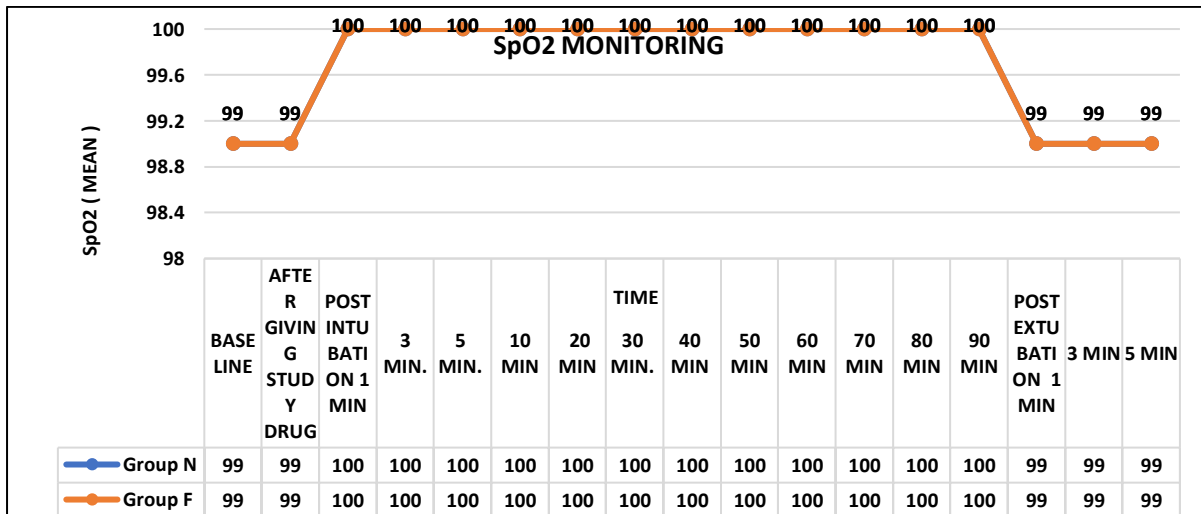 100 100 100 100 100 100 100 100 100 100 100 100 100
SpO2 MONITORING
99.6
99 99 99 99 99
99.2
98.8
98.4
98
SpO2 ( MEAN )
TIME
BASE
LINE
AFTE
R
GIVIN
G
STUD
Y
DRUG
POST
INTU
BATI
ON 1
MIN
3
MIN.
5
MIN.
10
MIN
20
MIN
30
MIN.
40
MIN
50
MIN
60
MIN
70
MIN
80
MIN
90
MIN
POST
EXTU
BATI
ON 1
MIN
3 MIN
5 MIN
Group N 99 99 100 100 100 100 100 100 100 100 100 100 100 100 99 99 99
Group F 99 99 100 100 100 100 100 100 100 100 100 100 100 100 99 99 99